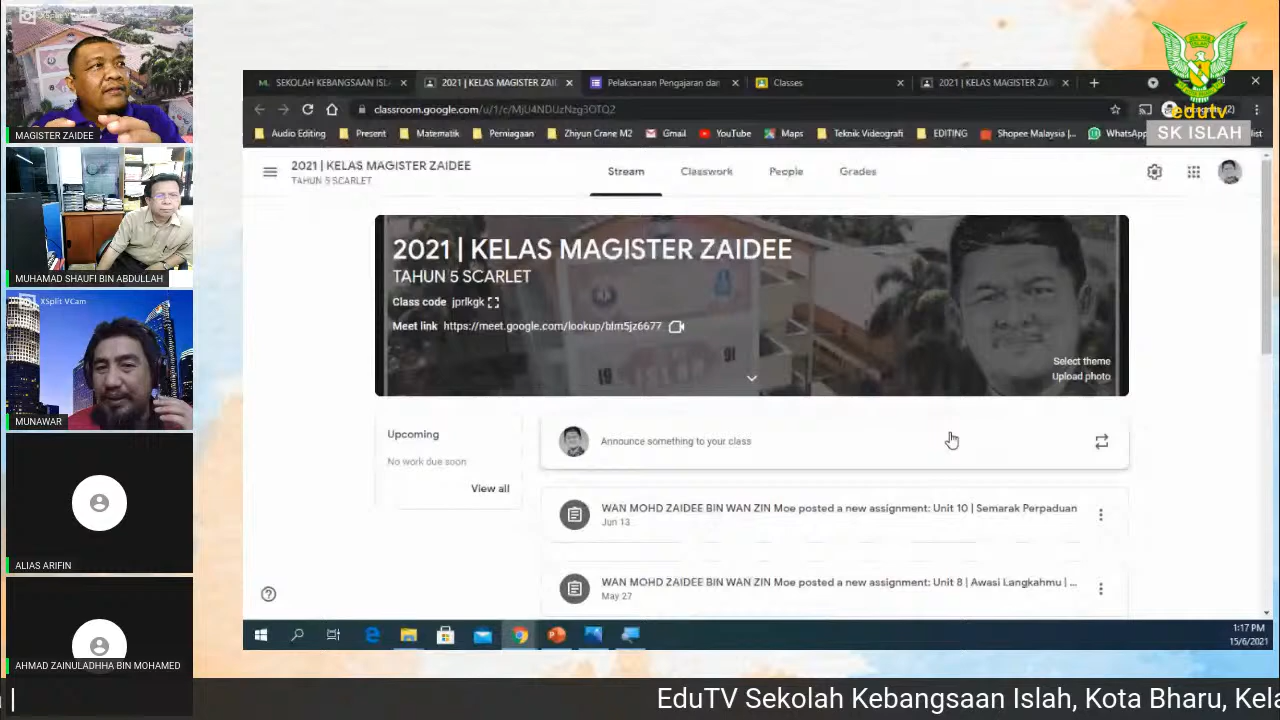 XSplit VCam
MAGISTER ZAIDEE
MUHAMAD SHAUFI BIN ABDULLAH
XSplit VCam
MUNAWAR
ALIAS ARIFIN
AHMAD ZAINULADHHA BIN MOHAMED
SEKOLAH KEBANGSAAN ISL
2021 | KELAS MAGISTER ZAI
Pelaksanaan Pengajaran dar
Classes
2021 | KELAS MAGISTER ZA
classroom.google.com/u/1/c/MjU4NDUzNzg3OTQ2
(2)
Audio Editing
Present
Matematik
Perniagaan
Zhiyun Crane M2
Gmail
YouTube
Maps
Teknik Videografi
EDITING
Shopee Malaysia |...
WhatsApp
list
edutv
SK ISLAH
2021 | KELAS MAGISTER ZAIDEE
TAHUN 5 SCARLET
Stream
Classwork
People
Grades
2021 | KELAS MAGISTER ZAIDEE
TAHUN 5 SCARLET
Class code jprlkgk
Meet link https://meet.google.com/lookup/blm5jz6677
Select theme
Upload photo
Upcoming
No work due soon
View all
Announce something to your class
WAN MOHD ZAIDEE BIN WAN ZIN Moe posted a new assignment: Unit 10 | Semarak Perpaduan
Jun 13
WAN MOHD ZAIDEE BIN WAN ZIN Moe posted a new assignment: Unit 8 | Awasi Langkahmu | ...
May 27
1:17 PM
15/6/2021
|
EduTV Sekolah Kebangsaan Islah, Kota Bharu, Kela